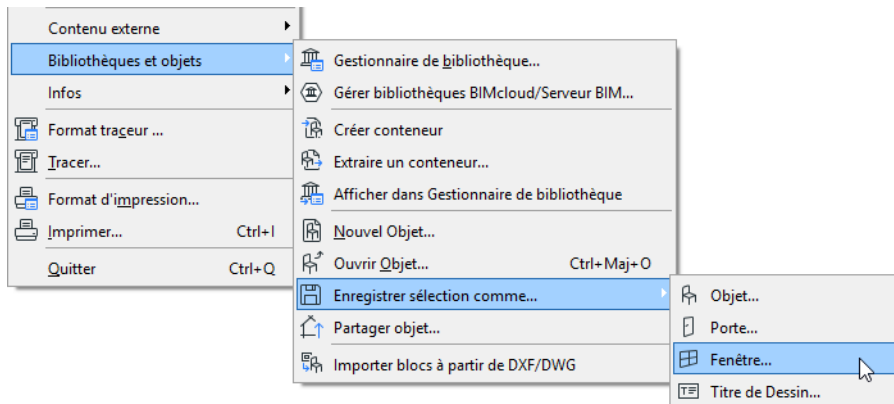 Contenu externe
Bibliothèques et objets
Infos
Format traceur ...
Tracer...
Format d'impression...
Imprimer... Ctrl+I
Quitter Ctrl+Q
Gestionnaire de bibliothèque...
Gérer bibliothèques BIMcloud/Serveur BIM...
Créer conteneur
Extraire un conteneur...
Afficher dans Gestionnaire de bibliothèque
Nouvel Objet...
Ouvrir Objet... Ctrl+Maj+O
Enregistrer sélection comme...
Partager objet...
Importer blocs à partir de DXF/DWG
Objet...
Porte...
Fenêtre...
Titre de Dessin...